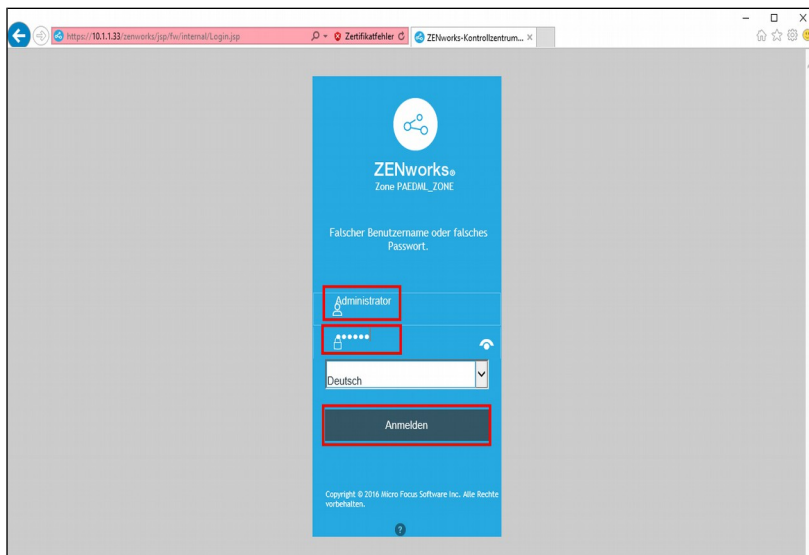 https://10.1.1.33/zenworks/jsp/fw/internal/Login.jsp
Zertifikatfehler
ZENworks-Kontrollzentrum...
ZENworks®
Zone PAEDML_ZONE
Falscher Benutzername oder falsches
Passwort.
Administrator
Deutsch
Anmelden
Copyright © 2016 Micro Focus Software Inc. Alle Rechte
vorbehalten.
?